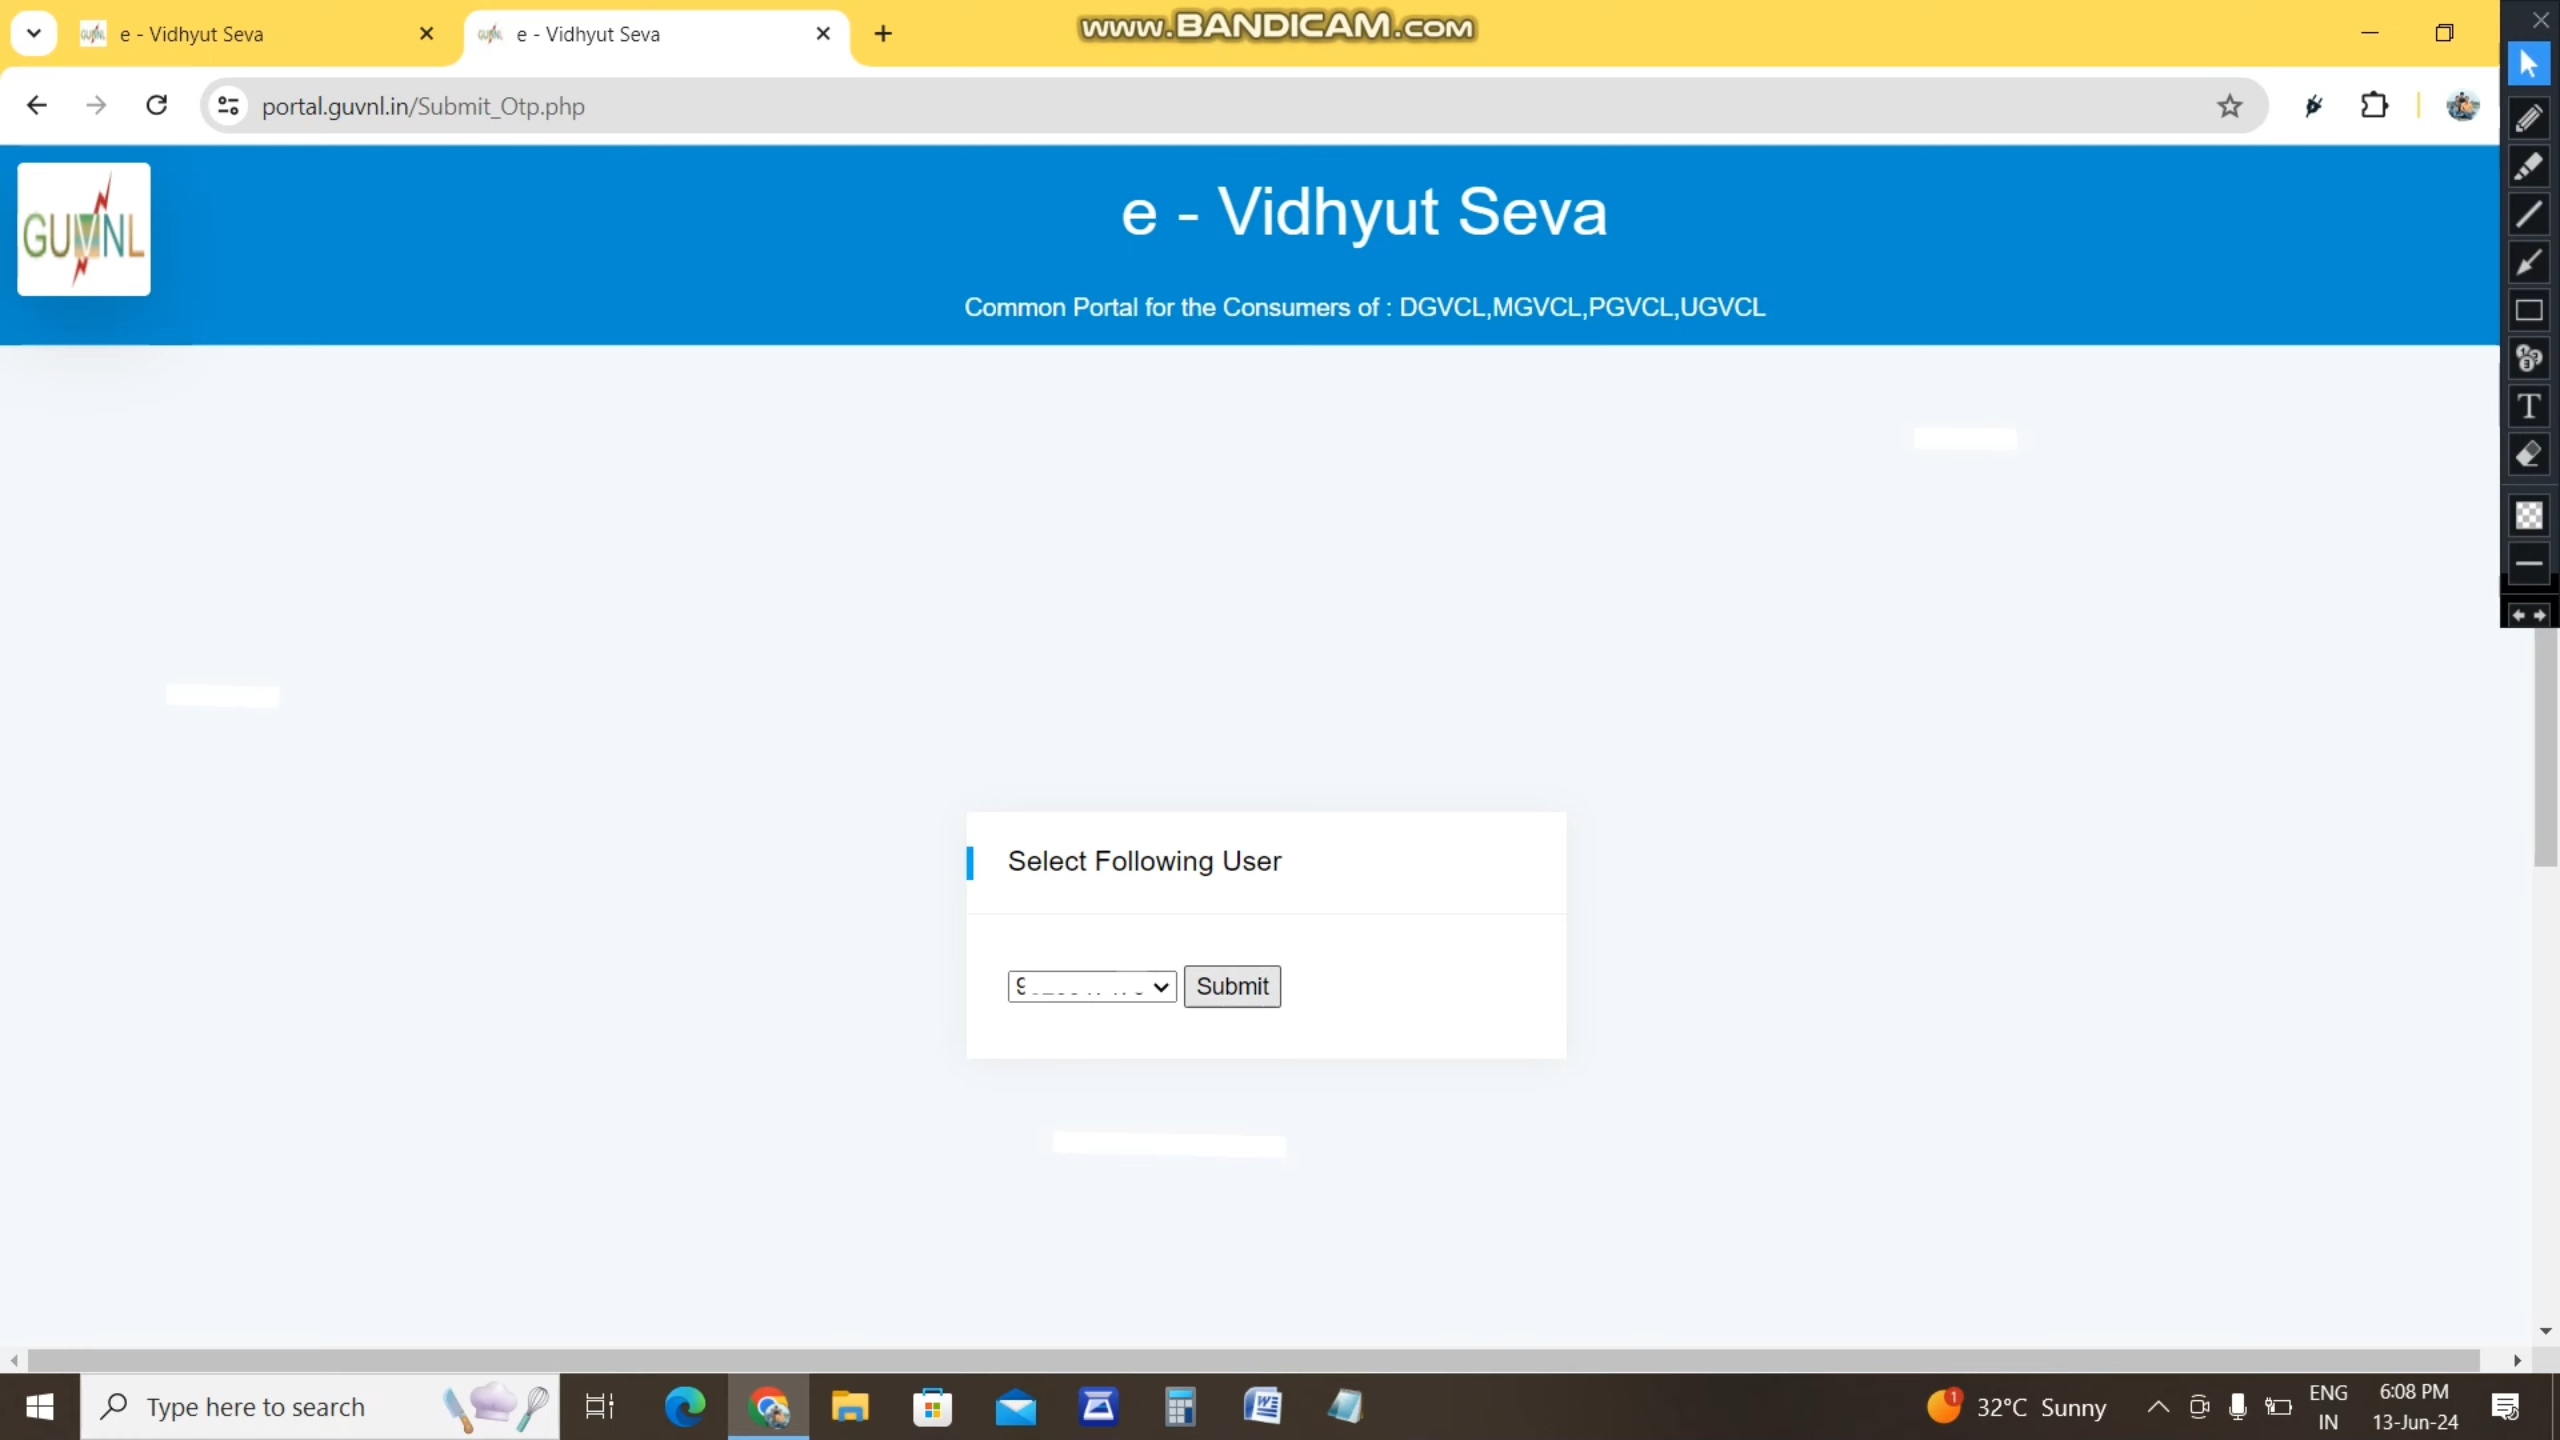 e - Vidhyut Seva
e - Vidhyut Seva
www.BANDICAM.com
portal.guvnl.in/Submit_Otp.php
GUVNL
e - Vidhyut Seva
Common Portal for the Consumers of : DGVCL,MGVCL,PGVCL,UGVCL
Select Following User
Submit
Type here to search
1
32°C Sunny
ENG
IN
6:08 PM
13-Jun-24